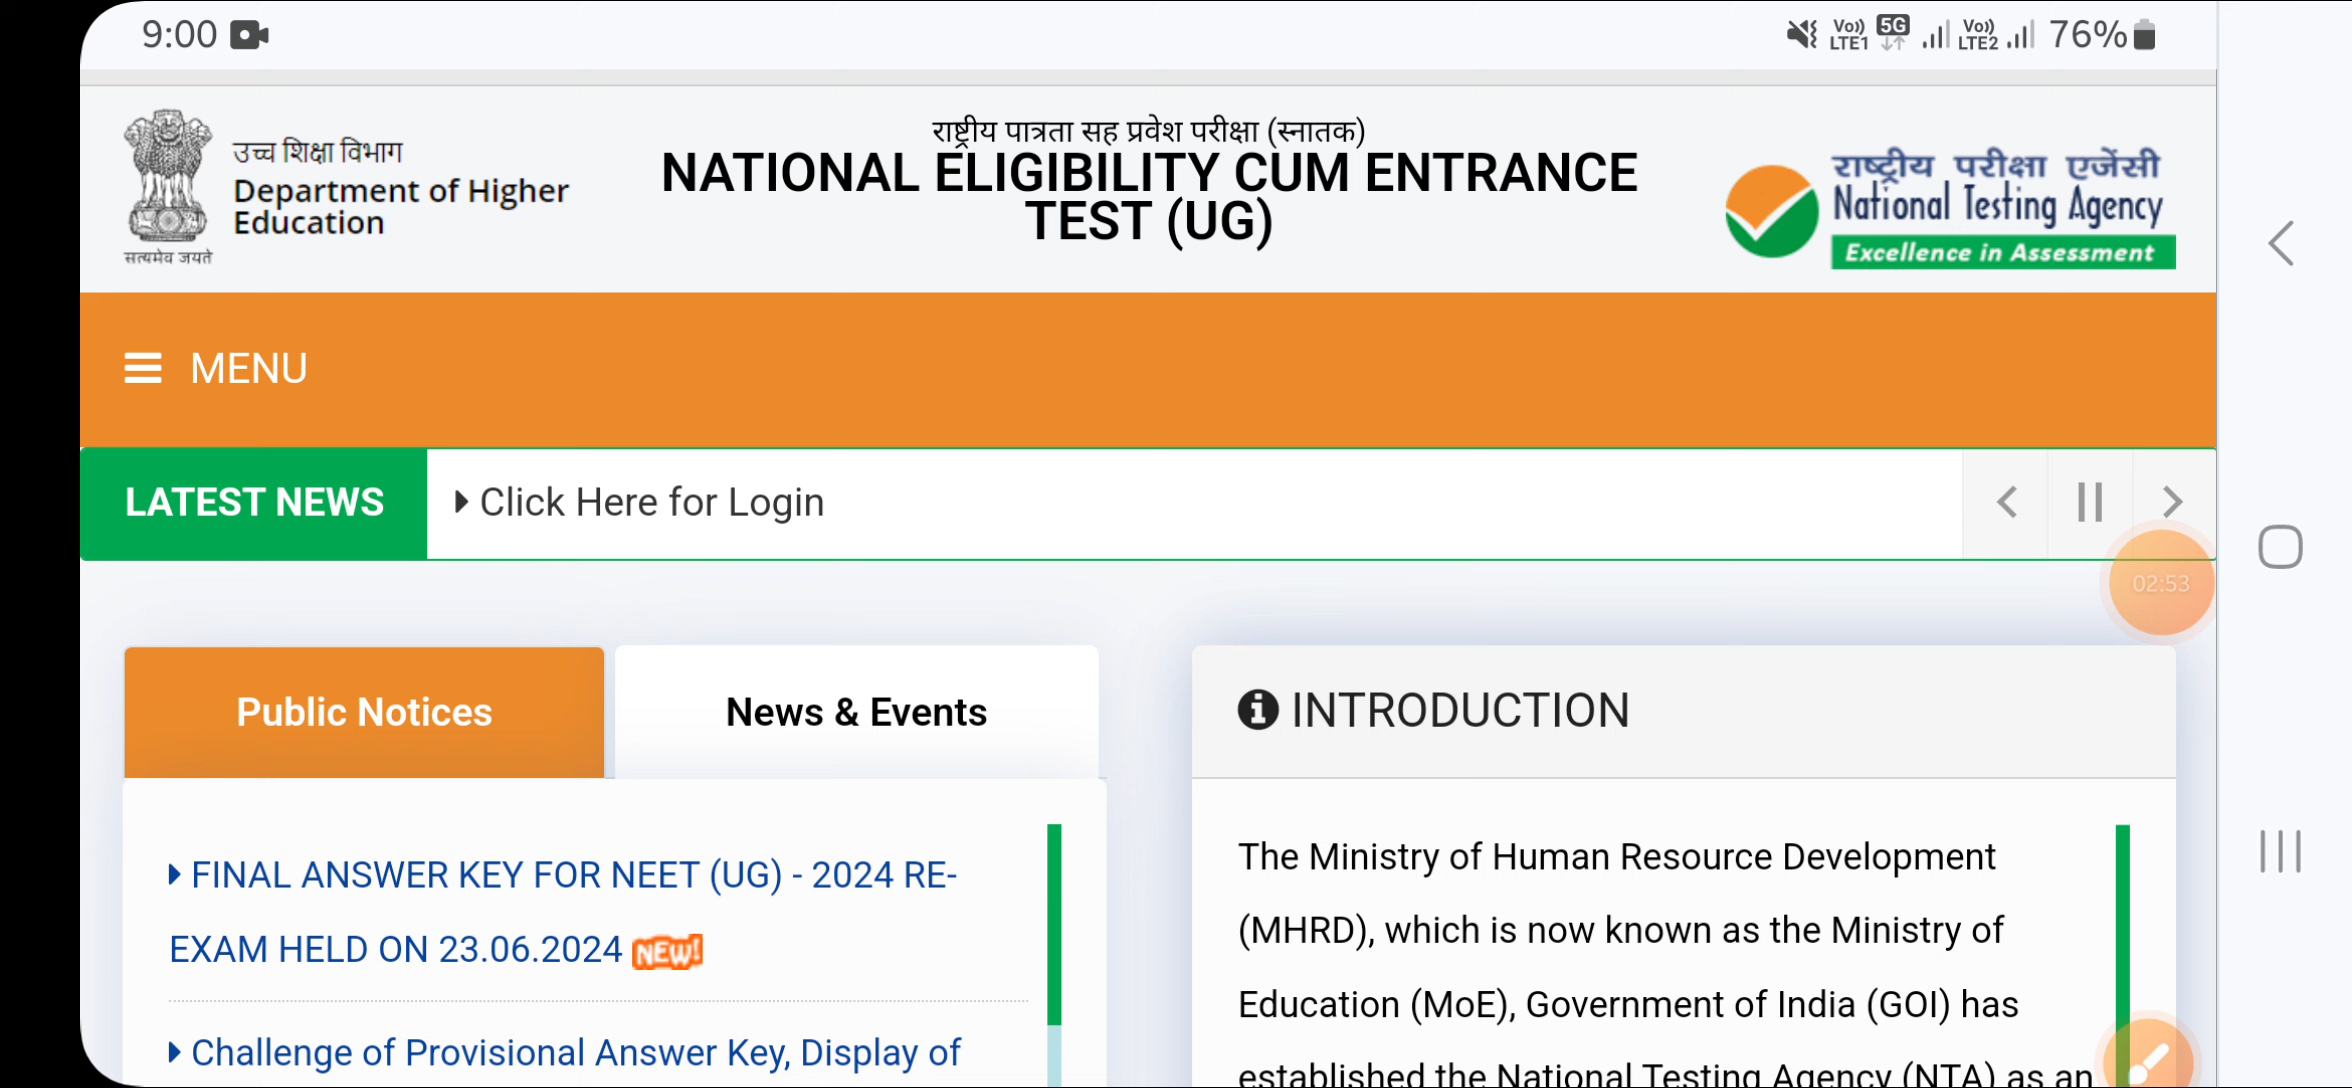 9:00
Vo)) LTE1 5G Vo)) LTE2 76%
सत्यमेव जयते
उच्च शिक्षा विभाग
Department of Higher
Education
राष्ट्रीय पात्रता सह प्रवेश परीक्षा (स्नातक)
NATIONAL ELIGIBILITY CUM ENTRANCE
TEST (UG)
राष्ट्रीय परीक्षा एजेंसी
National Testing Agency
Excellence in Assessment
MENU
LATEST NEWS
Click Here for Login
02:53
Public Notices
News & Events
FINAL ANSWER KEY FOR NEET (UG) - 2024 RE-
EXAM HELD ON 23.06.2024 NEW!
Challenge of Provisional Answer Key, Display of
INTRODUCTION
The Ministry of Human Resource Development
(MHRD), which is now known as the Ministry of
Education (MoE), Government of India (GOI) has
established the National Testing Agency (NTA) as an